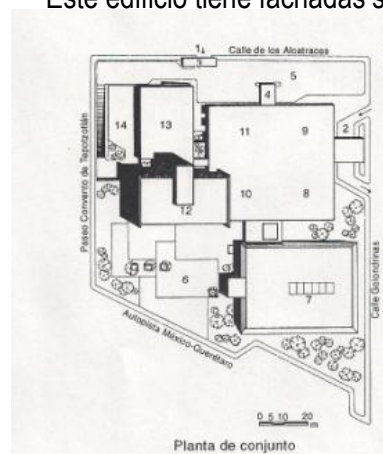 Este edificio tiene fachadas s
1
Calle de los Alcatraces
3
5
4
14
13
11
9
2
Paseo Convento de Tepotzotlán
12
10
8
6
7
Calle Golondrinas
Autopista México-Querétaro
0 5 10 20
m
Planta de conjunto